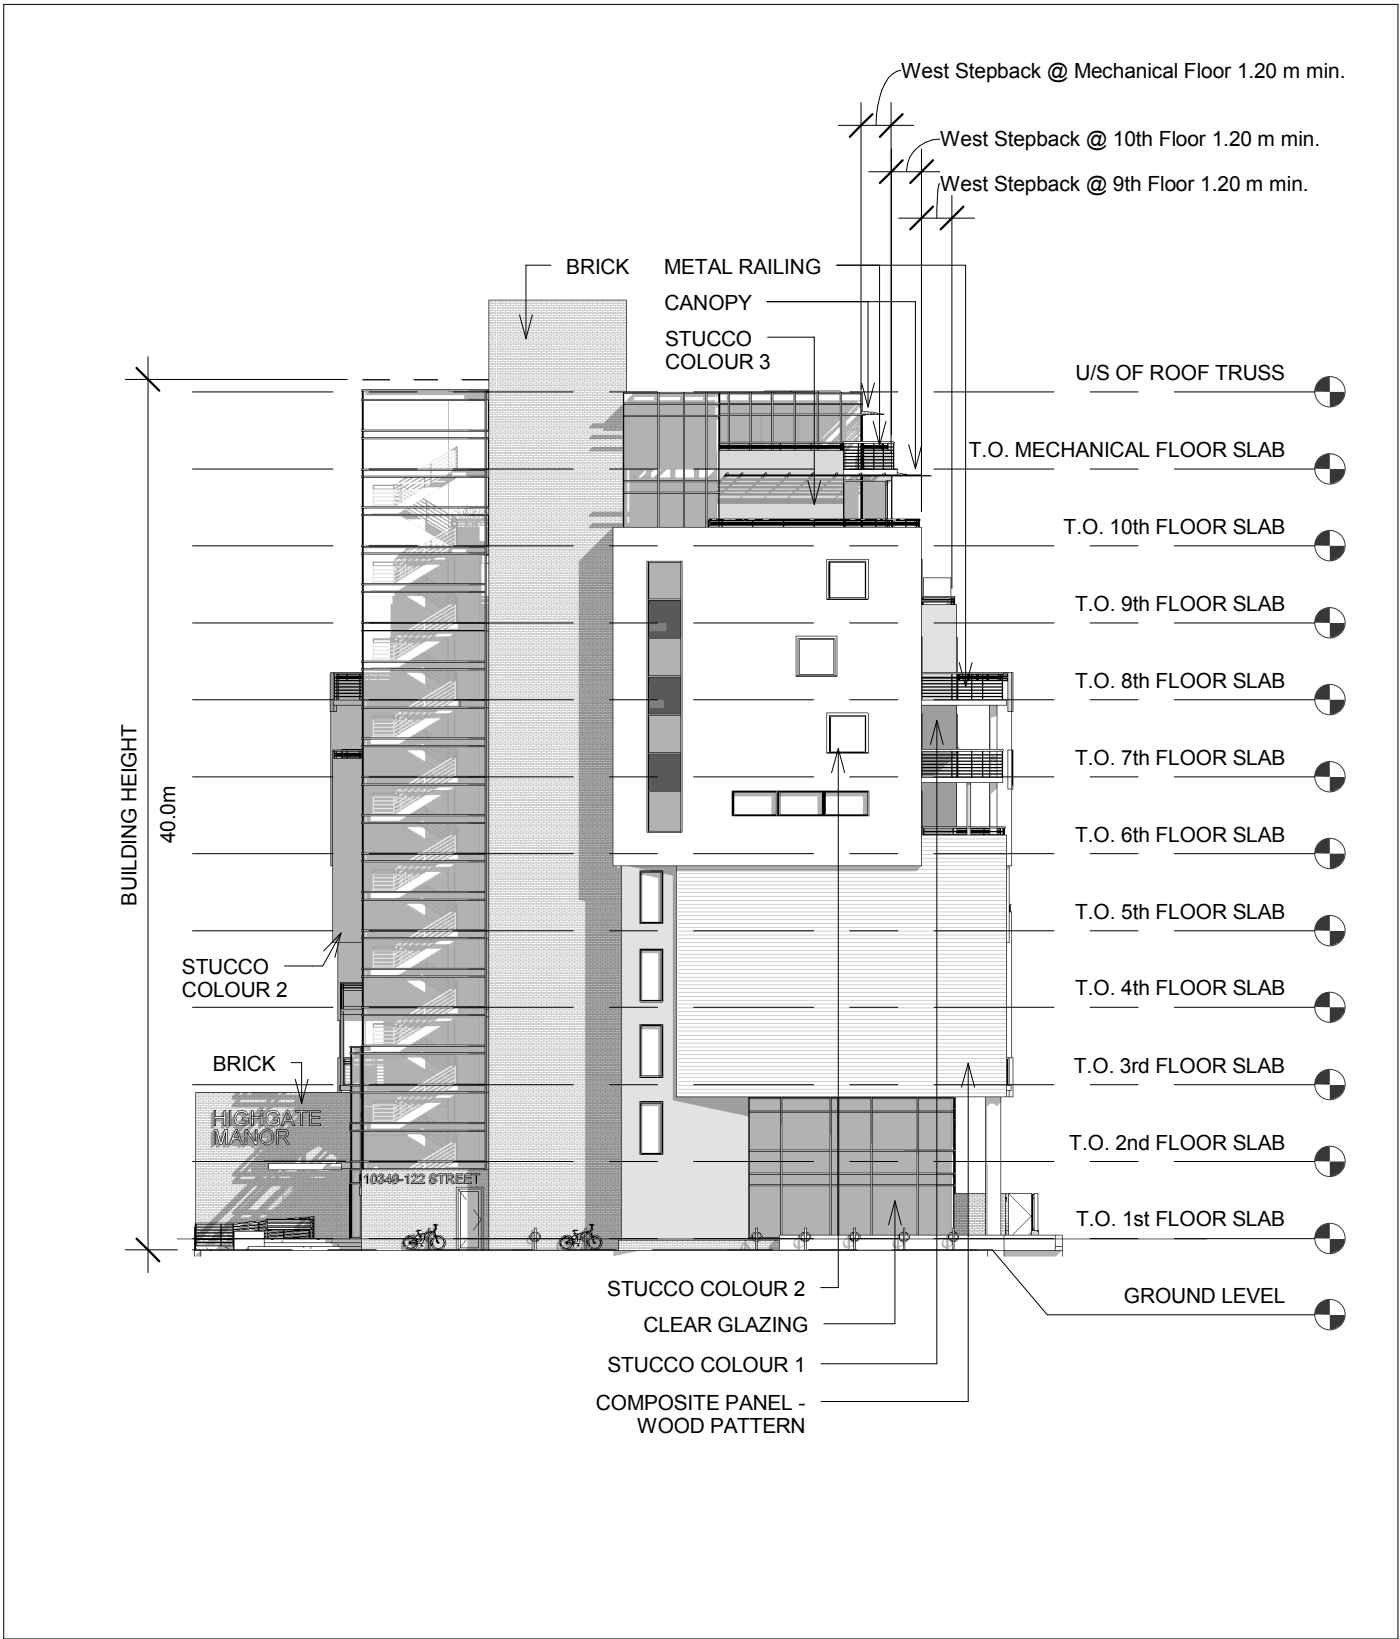 West Stepback @ Mechanical Floor 1.20 m min.
West Stepback @ 10th Floor 1.20 m min.
West Stepback @ 9th Floor 1.20 m min.
BRICK
METAL RAILING
CANOPY
STUCCO
COLOUR 3
U/S OF ROOF TRUSS
T.O. MECHANICAL FLOOR SLAB
T.O. 10th FLOOR SLAB
T.O. 9th FLOOR SLAB
T.O. 8th FLOOR SLAB
T.O. 7th FLOOR SLAB
T.O. 6th FLOOR SLAB
T.O. 5th FLOOR SLAB
T.O. 4th FLOOR SLAB
T.O. 3rd FLOOR SLAB
T.O. 2nd FLOOR SLAB
T.O. 1st FLOOR SLAB
GROUND LEVEL
BUILDING HEIGHT
40.0m
STUCCO
COLOUR 2
BRICK
HIGHGATE
MANOR
10349-122 STREET
STUCCO COLOUR 2
CLEAR GLAZING
STUCCO COLOUR 1
COMPOSITE PANEL -
WOOD PATTERN